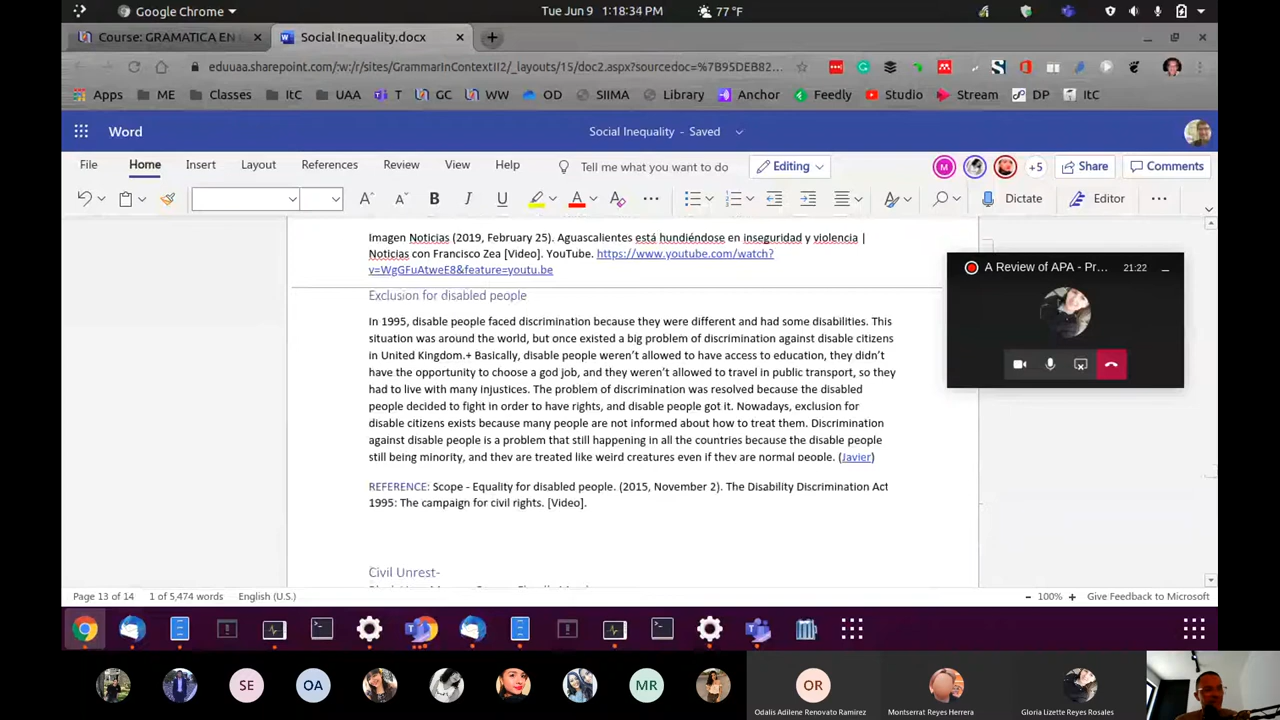 Google Chrome
Tue Jun 9 1:18:34 PM
77 °F
Course: GRAMATICA EN
Social Inequality.docx
eduuaa.sharepoint.com/:w:/r/sites/GrammarInContextII2/_layouts/15/doc2.aspx?sourcedoc=%7B95DEB82...
Apps ME Classes ItC UAA T GC WW OD SIIMA Library Anchor Feedly Studio Stream DP ItC
Word
Social Inequality - Saved
File Home Insert Layout References Review View Help Tell me what you want to do Editing M +5 Share Comments
Dictate Editor
Imagen Noticias (2019, February 25). Aguascalientes está hundiéndose en inseguridad y violencia |
Noticias con Francisco Zea [Video]. YouTube. https://www.youtube.com/watch?
v=WgGFuAtweE8&feature=youtu.be
Exclusion for disabled people
In 1995, disable people faced discrimination because they were different and had some disabilities. This
situation was around the world, but once existed a big problem of discrimination against disable citizens
in United Kingdom.+ Basically, disable people weren't allowed to have access to education, they didn't
have the opportunity to choose a god job, and they weren't allowed to travel in public transport, so they
had to live with many injustices. The problem of discrimination was resolved because the disabled
people decided to fight in order to have rights, and disable people got it. Nowadays, exclusion for
disable citizens exists because many people are not informed about how to treat them. Discrimination
against disable people is a problem that still happening in all the countries because the disable people
still being minority, and they are treated like weird creatures even if they are normal people. (Javier)
REFERENCE: Scope - Equality for disabled people. (2015, November 2). The Disability Discrimination Act
1995: The campaign for civil rights. [Video].
Civil Unrest-
A Review of APA - Pr...
21:22
Page 13 of 14
1 of 5,474 words
English (U.S.)
- 100% +
Give Feedback to Microsoft
SE
OA
MR
OR
Odalis Adilene Renovato Ramirez
Montserrat Reyes Herrera
Gloria Lizette Reyes Rosales